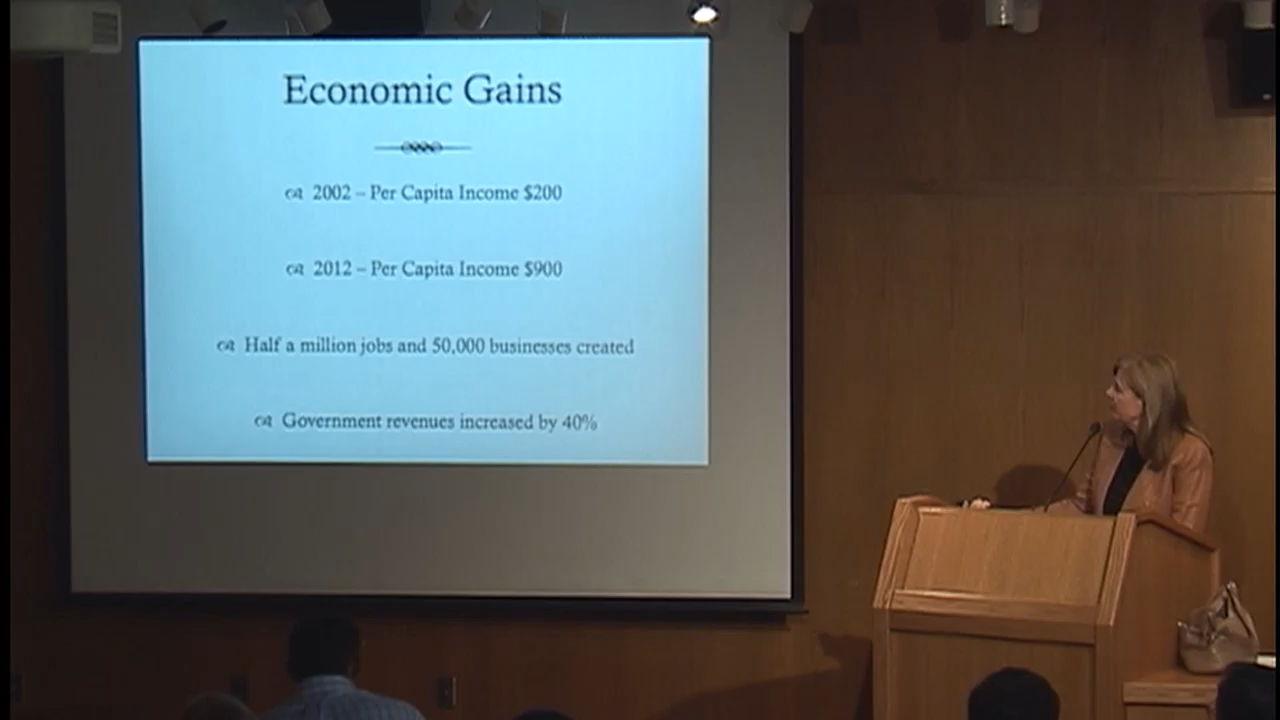 Economic Gains
2002 – Per Capita Income $200
2012 – Per Capita Income $900
Half a million jobs and 50,000 businesses created
Government revenues increased by 40%